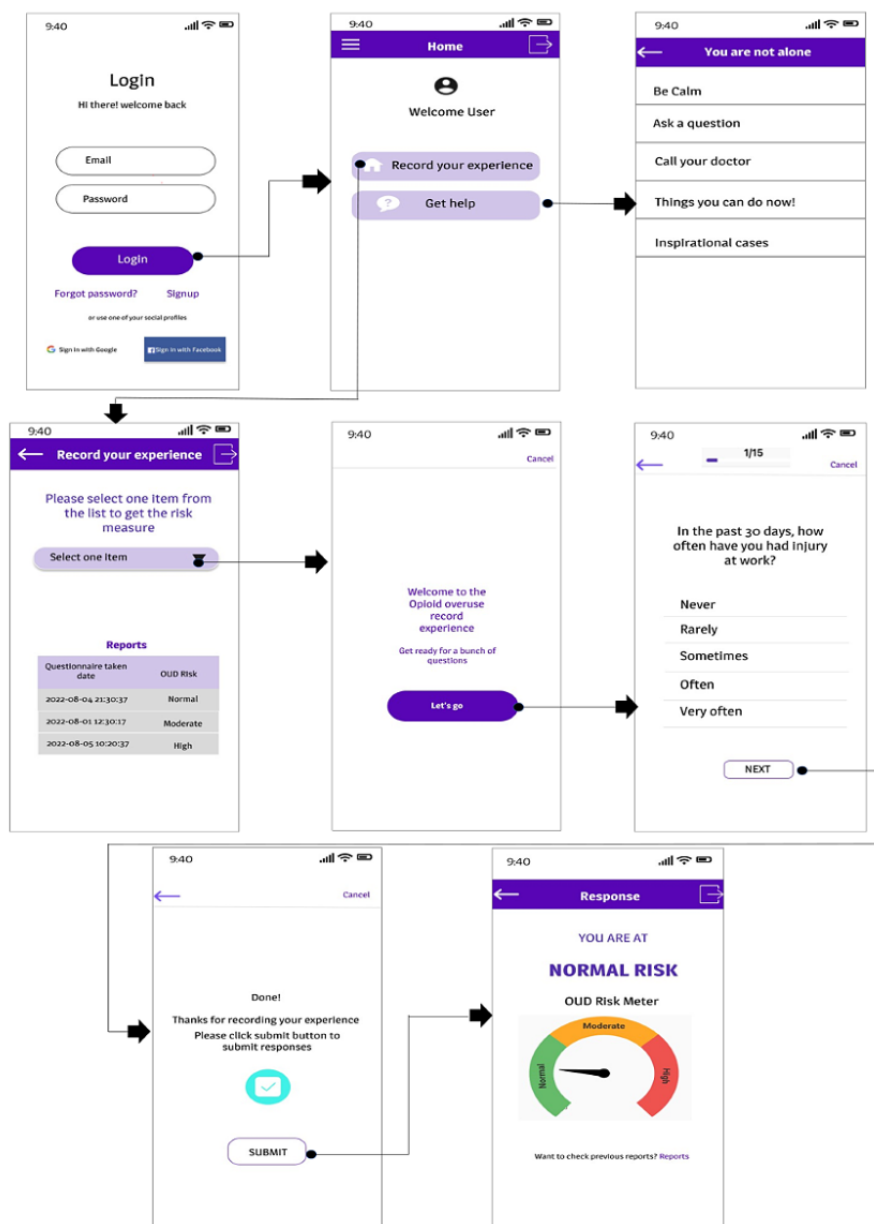 9:40
Login
Hi there! welcome back
Email
Password
Login
Forgot password? Signup
or use one of your social profiles
Sign in with Google
Sign in with Facebook
9:40
Home
Welcome User
Record your experience
? Get help
9:40
You are not alone
Be Calm
Ask a question
Call your doctor
Things you can do now!
Inspirational cases
9:40
Record your experience
Please select one item from
the list to get the risk
measure
Select one item
Reports
Questionnaire taken
date
OUD Risk
2022-08-04 21:30:37 Normal
2022-08-01 12:30:17 Moderate
2022-08-05 10:20:37 High
9:40
Cancel
Welcome to the
Opioid overuse
record
experience
Get ready for a bunch of
questions
Let's go
9:40
1/15
Cancel
In the past 30 days, how
often have you had injury
at work?
Never
Rarely
Sometimes
Often
Very often
NEXT
9:40
Cancel
Done!
Thanks for recording your experience
Please click submit button to
submit responses
SUBMIT
9:40
Response
YOU ARE AT
NORMAL RISK
OUD Risk Meter
Normal
Moderate
High
Want to check previous reports? Reports